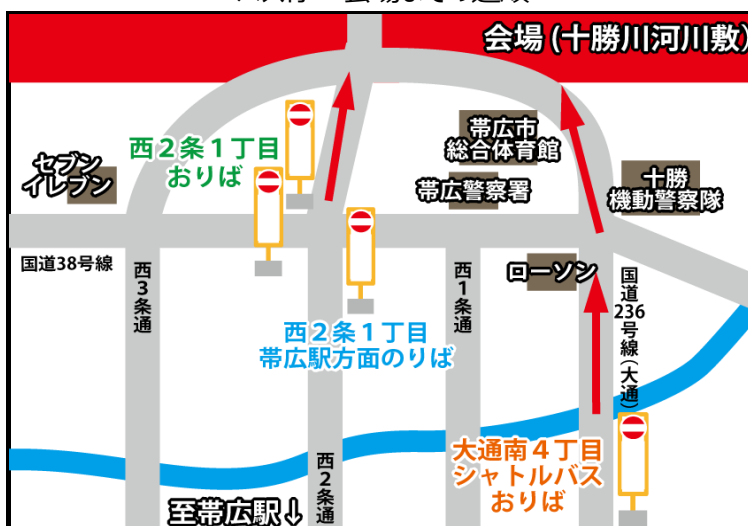 会場(十勝川河川敷)
帯広市
総合体育館
西2条1丁目
おりば
セブン
イレブン
帯広警察署
十勝
機動警察隊
国道38号線
西3条通
西1条通
ローソン
国道236号線(大通)
西2条1丁目
帯広駅方面のりば
大通南4丁目
シャトルバス
おりば
西2条通
至帯広駅↓